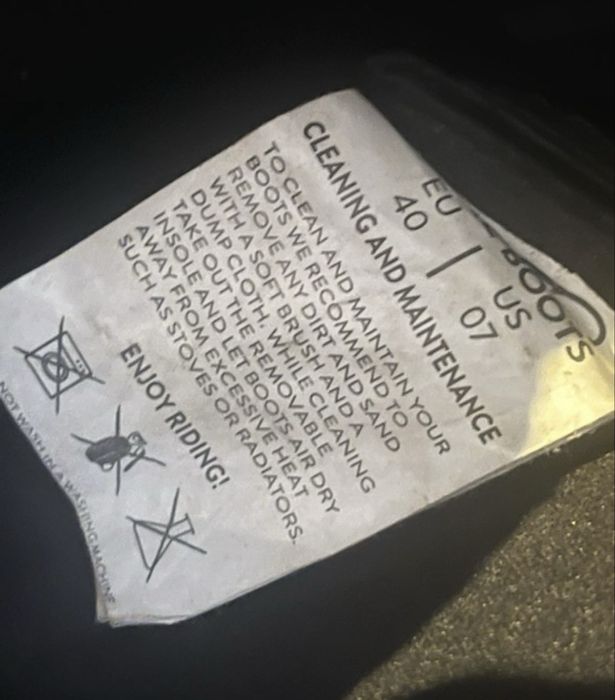 BOOTS
EU | US
40 07
CLEANING AND MAINTENANCE
TO CLEAN AND MAINTAIN YOUR
BOOTS WE RECOMMEND TO
REMOVE ANY DIRT AND SAND
WITH A SOFT BRUSH AND A
DUMP CLOTH. WHILE CLEANING
TAKE OUT THE REMOVABLE
INSOLE AND LET BOOTS AIR DRY
AWAY FROM EXCESSIVE HEAT
SUCH AS STOVES OR RADIATORS.
ENJOY RIDING!
NOT WASH IN A WASHING MACHINE